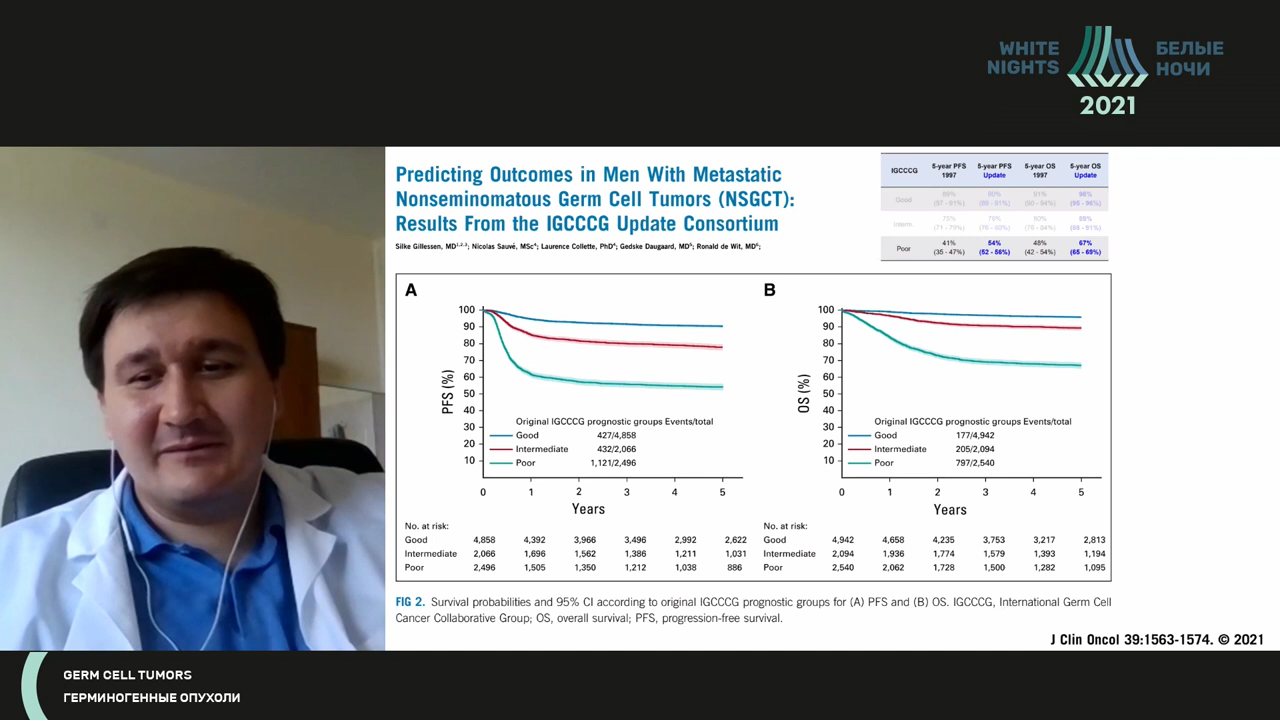 WHITE NIGHTS
БЕЛЫЕ НОЧИ
2021
Predicting Outcomes in Men With Metastatic
Nonseminomatous Germ Cell Tumors (NSGCT):
Results From the IGCCCG Update Consortium
Silke Gillessen, MD1,2,3; Nicolas Sauvé, MSc4; Laurence Collette, PhD4; Gedske Daugaard, MD5; Ronald de Wit, MD6;
IGCCCG 5-year PFS 1997 5-year PFS Update 5-year OS 1997 5-year OS Update
Good 89% (87 - 91%) 90% (89 - 91%) 91% (90 - 94%) 96% (95 - 96%)
Interm. 75% (71 - 79%) 78% (76 - 80%) 80% (76 - 84%) 89% (88 - 91%)
Poor 41% (35 - 47%) 54% (52 - 56%) 48% (42 - 54%) 67% (65 - 69%)
A
PFS (%)
100
90
80
70
60
50
40
30
20
10
Original IGCCCG prognostic groups Events/total
Good 427/4,858
Intermediate 432/2,066
Poor 1,121/2,496
0 1 2 3 4 5
Years
No. at risk:
Good 4,858 4,392 3,966 3,496 2,992 2,622
Intermediate 2,066 1,696 1,562 1,386 1,211 1,031
Poor 2,496 1,505 1,350 1,212 1,038 886
B
OS (%)
100
90
80
70
60
50
40
30
20
10
Original IGCCCG prognostic groups Events/total
Good 177/4,942
Intermediate 205/2,094
Poor 797/2,540
0 1 2 3 4 5
Years
No. at risk:
Good 4,942 4,658 4,235 3,753 3,217 2,813
Intermediate 2,094 1,936 1,774 1,579 1,393 1,194
Poor 2,540 2,062 1,728 1,500 1,282 1,095
FIG 2. Survival probabilities and 95% CI according to original IGCCCG prognostic groups for (A) PFS and (B) OS. IGCCCG, International Germ Cell
Cancer Collaborative Group; OS, overall survival; PFS, progression-free survival.
J Clin Oncol 39:1563-1574. © 2021
GERM CELL TUMORS
ГЕРМИНОГЕННЫЕ ОПУХОЛИ